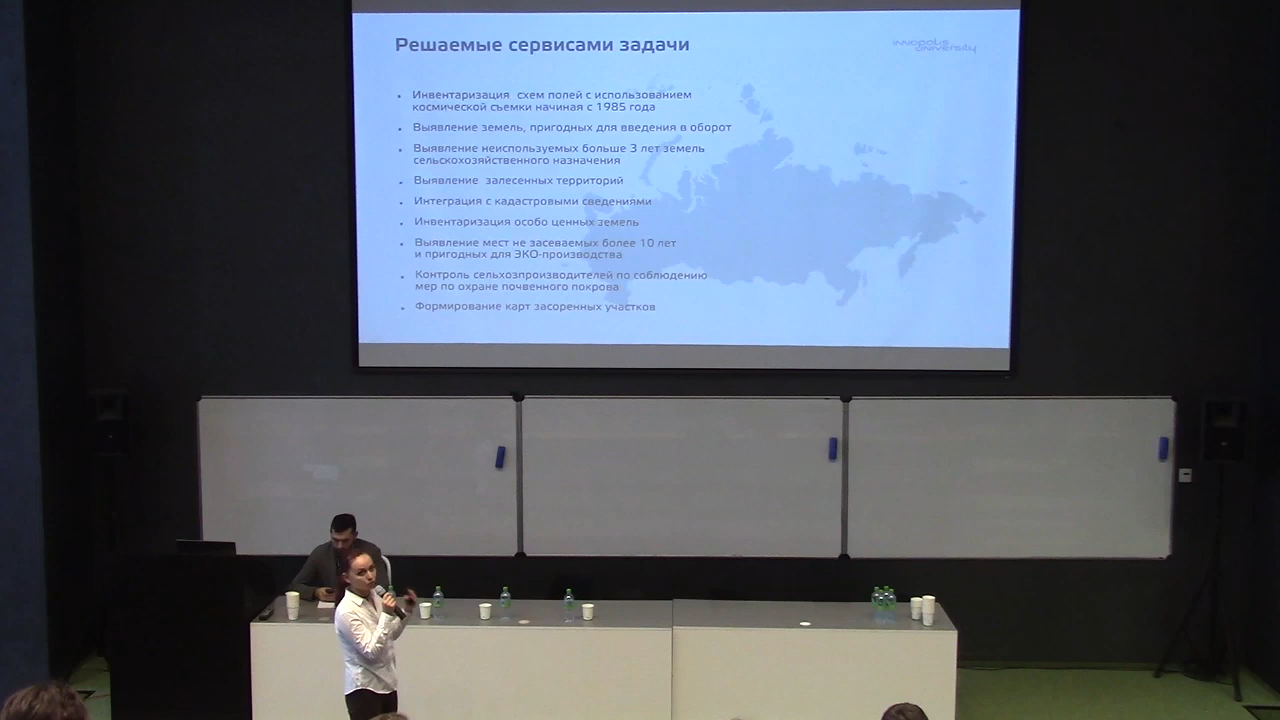 Решаемые сервисами задачи
INNOPOLIS
UNIVERSITY
• Инвентаризация схем полей с использованием
космической съемки начиная с 1985 года
• Выявление земель, пригодных для введения в оборот
• Выявление неиспользуемых больше 3 лет земель
сельскохозяйственного назначения
• Выявление залесенных территорий
• Интеграция с кадастровыми сведениями
• Инвентаризация особо ценных земель
• Выявление мест не засеваемых более 10 лет
и пригодных для ЭКО-производства
• Контроль сельхозпроизводителей по соблюдению
мер по охране почвенного покрова
• Формирование карт засоренных участков